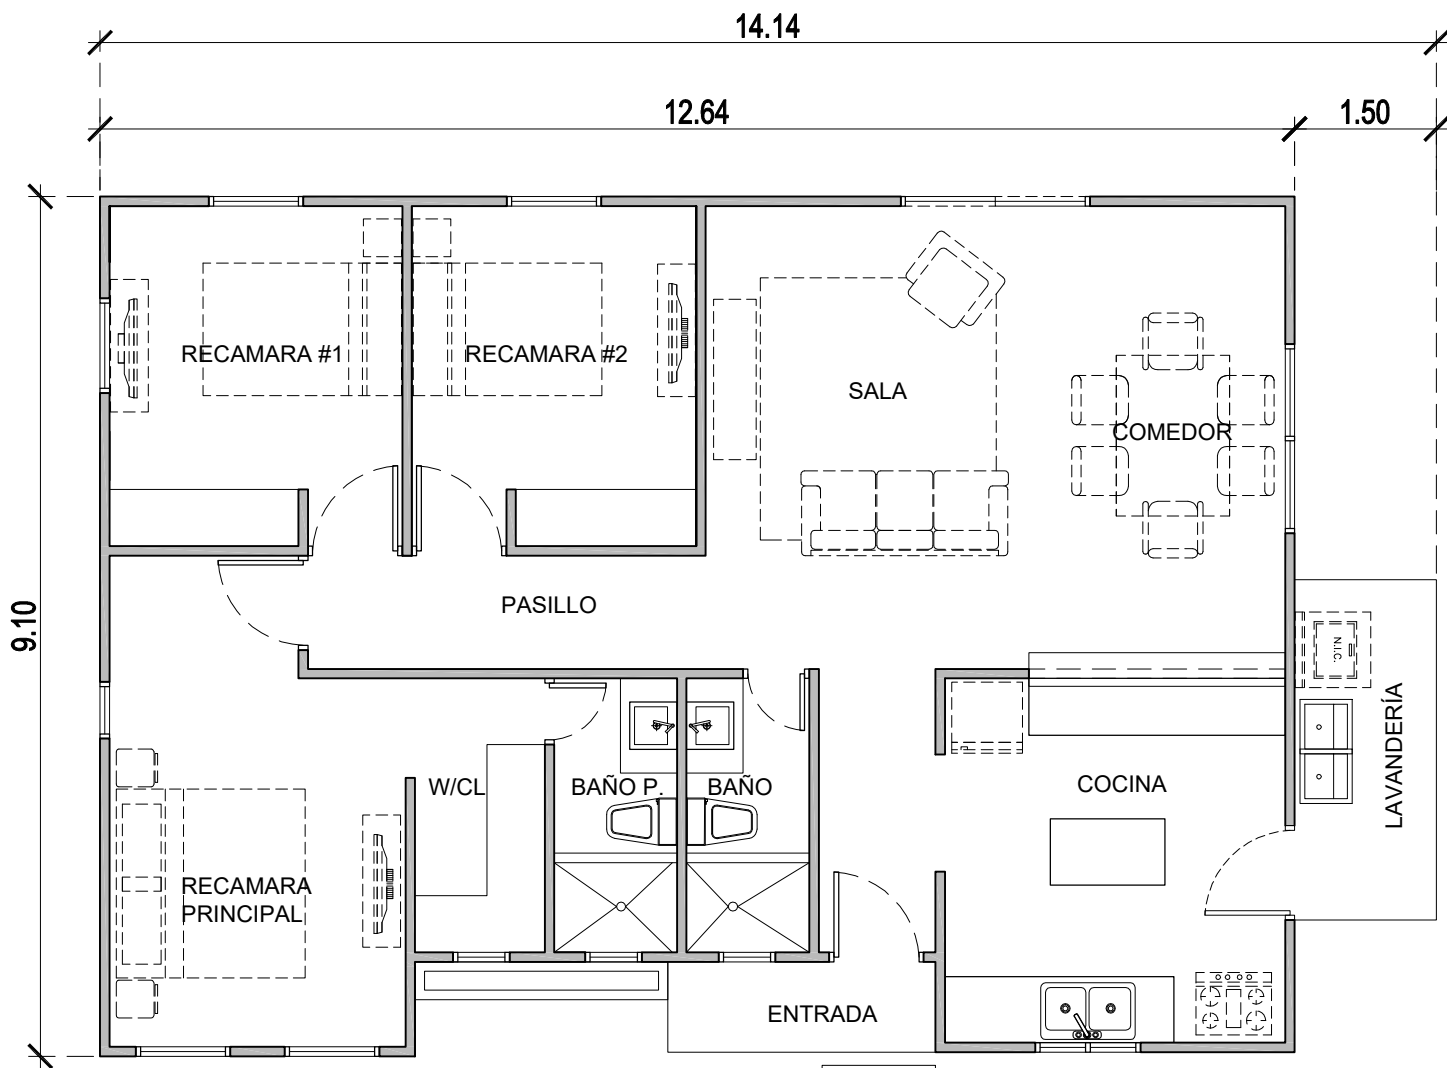 14.14
12.64
1.50
9.10
RECAMARA #1
RECAMARA #2
SALA
COMEDOR
PASILLO
N.I.C.
LAVANDERÍA
W/CL
BAÑO P.
BAÑO
COCINA
RECAMARA
PRINCIPAL
ENTRADA